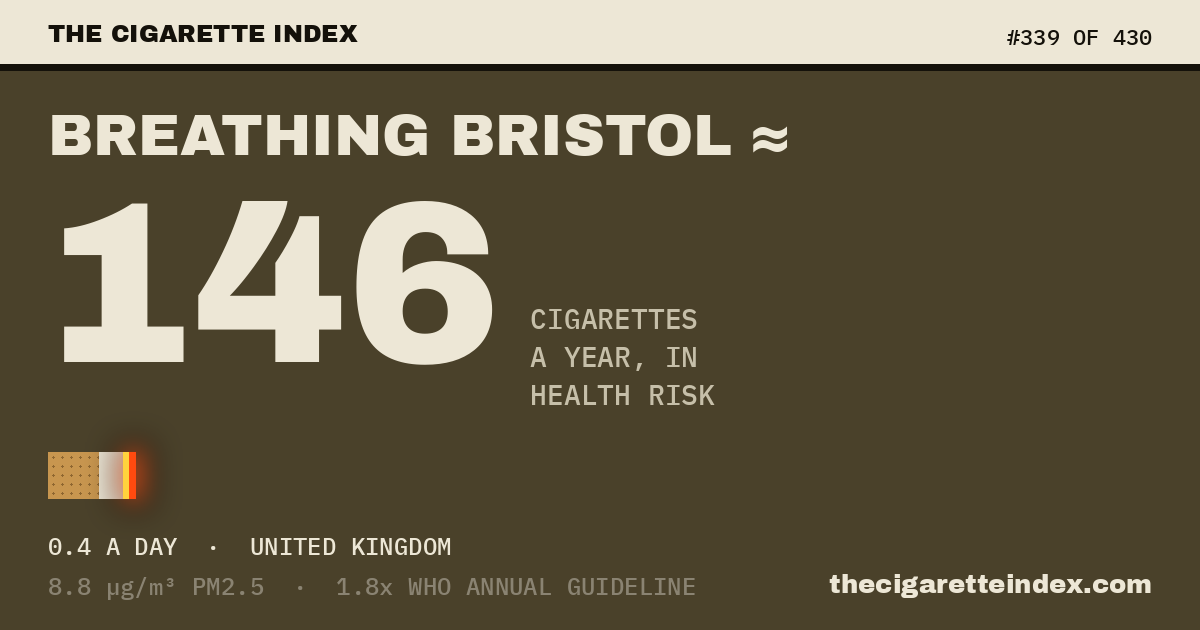 THE CIGARETTE INDEX
#339 OF 430
BREATHING BRISTOL ≈
146
CIGARETTES
A YEAR, IN
HEALTH RISK
0.4 A DAY · UNITED KINGDOM
8.8 µg/m³ PM2.5 · 1.8x WHO ANNUAL GUIDELINE
thecigaretteindex.com